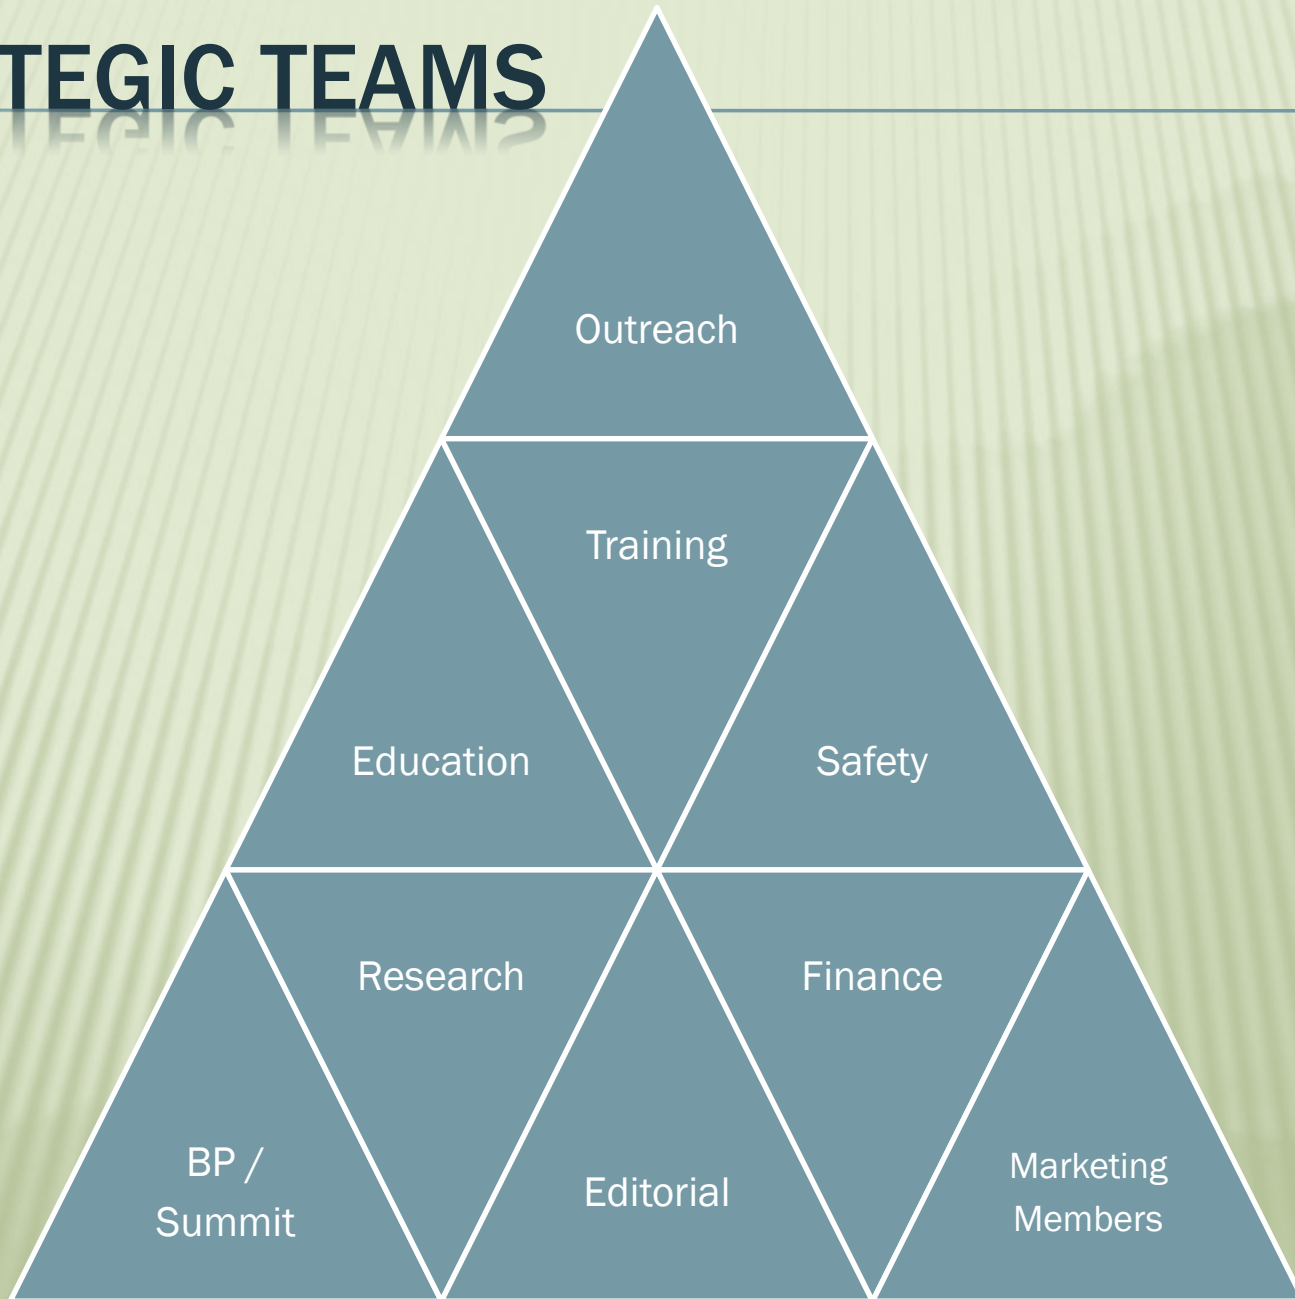 TEGIC TEAMS
Outreach
Training
Education
Safety
Research
Finance
BP /
Summit
Editorial
Marketing
Members